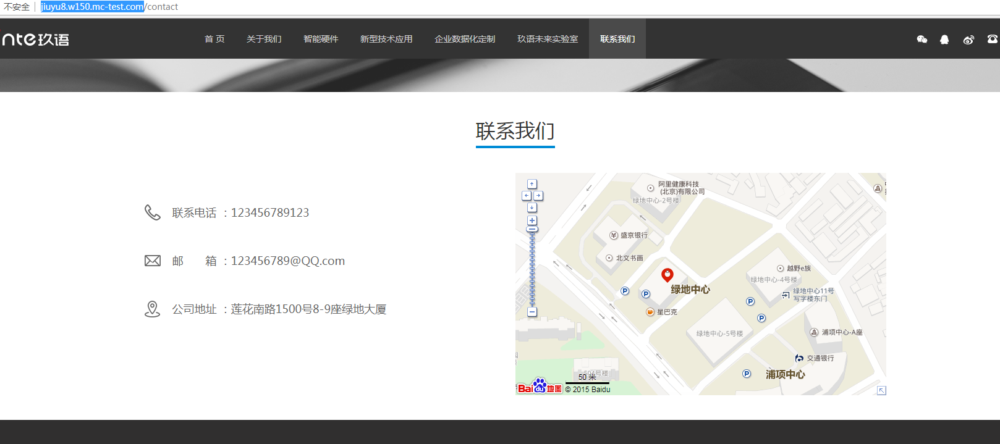 不安全 jiuyu8.w150.mc-test.com/contact
nte玖语 首 页 关于我们 智能硬件 新型技术应用 企业数据化定制 玖语未来实验室 联系我们
联系我们
联系电话 ：123456789123
邮 箱 ：123456789@QQ.com
公司地址 ：莲花南路1500号8-9座绿地大厦
阿里健康科技
(北京)有限公司
绿地中心-2号楼
盛京银行
北文书画
越野e族
绿地中心-4号楼
绿地中心
绿地中心11号
写字楼东门
P
P
P
星巴克
P
绿地中心-5号楼
浦项中心-A座
交通银行
504号楼
P
浦项中心
50 米
Bai du 地图
© 2015 Baidu